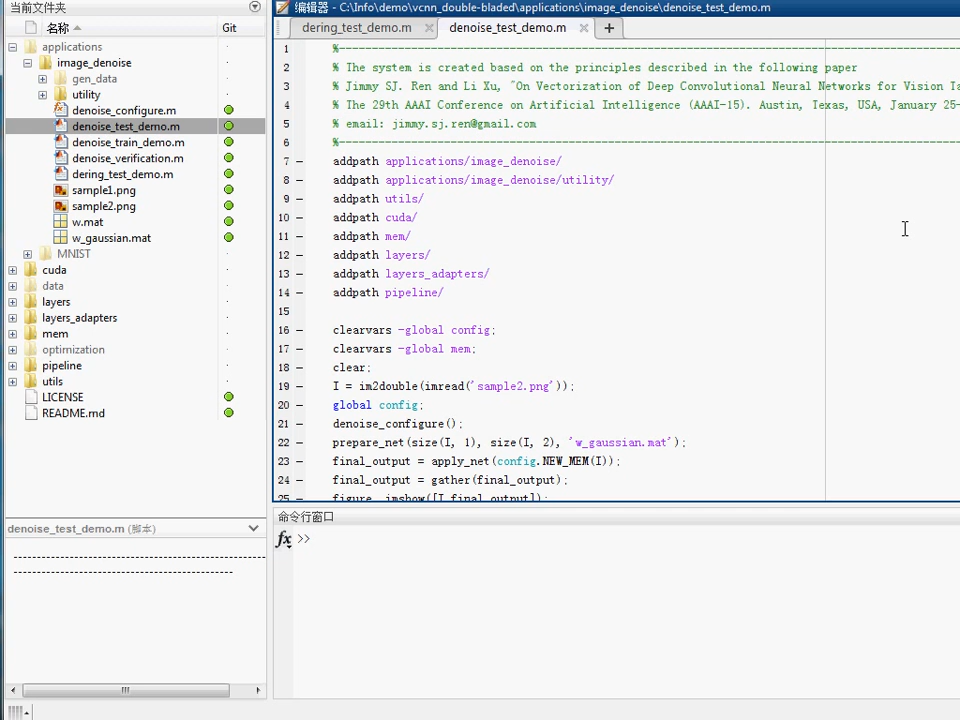 当前文件夹
名称
Git
applications
image_denoise
gen_data
utility
denoise_configure.m
denoise_test_demo.m
denoise_train_demo.m
denoise_verification.m
dering_test_demo.m
sample1.png
sample2.png
w.mat
w_gaussian.mat
MNIST
cuda
data
layers
layers_adapters
mem
optimization
pipeline
utils
LICENSE
README.md
denoise_test_demo.m (脚本)
编辑器 - C:\Info\demo\vcnn_double-bladed\applications\image_denoise\denoise_test_demo.m
dering_test_demo.m
denoise_test_demo.m
1 %--------------------------------------------------------------
2 % The system is created based on the principles described in the following paper
3 % Jimmy SJ. Ren and Li Xu, "On Vectorization of Deep Convolutional Neural Networks for Vision Ta
4 % The 29th AAAI Conference on Artificial Intelligence (AAAI-15). Austin, Texas, USA, January 25-
5 % email: jimmy.sj.ren@gmail.com
6 %--------------------------------------------------------------
7 - addpath applications/image_denoise/
8 - addpath applications/image_denoise/utility/
9 - addpath utils/
10 - addpath cuda/
11 - addpath mem/
12 - addpath layers/
13 - addpath layers_adapters/
14 - addpath pipeline/
15
16 - clearvars -global config;
17 - clearvars -global mem;
18 - clear;
19 - I = im2double(imread('sample2.png'));
20 - global config;
21 - denoise_configure();
22 - prepare_net(size(I, 1), size(I, 2), 'w_gaussian.mat');
23 - final_output = apply_net(config.NEW_MEM(I));
24 - final_output = gather(final_output);
25 - figure, imshow([I final_output]);
命令行窗口
fx >>